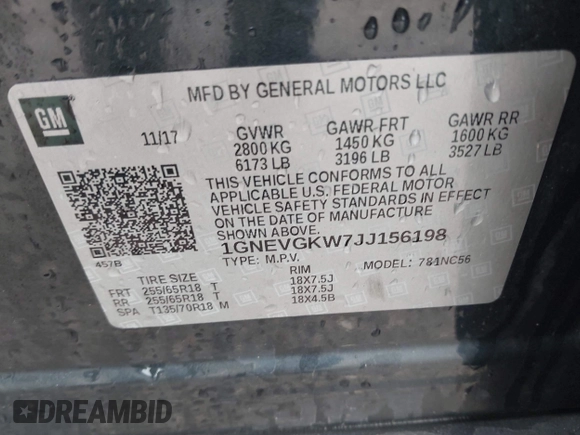 MFD BY GENERAL MOTORS LLC
GM
11/17 GVWR GAWR FRT GAWR RR
2800 KG 1450 KG 1600 KG
6173 LB 3196 LB 3527 LB
THIS VEHICLE CONFORMS TO ALL
APPLICABLE U.S. FEDERAL MOTOR
VEHICLE SAFETY STANDARDS IN EFFECT
ON THE DATE OF MANUFACTURE
SHOWN ABOVE.
1GNEVGKW7JJ156198
457B TYPE: M.P.V. MODEL: 781NC56
TIRE SIZE RIM
FRT 255/65R18 T 18X7.5J
RR 255/65R18 T 18X7.5J
SPA T135/70R18 M 18X4.5B
DREAMBID